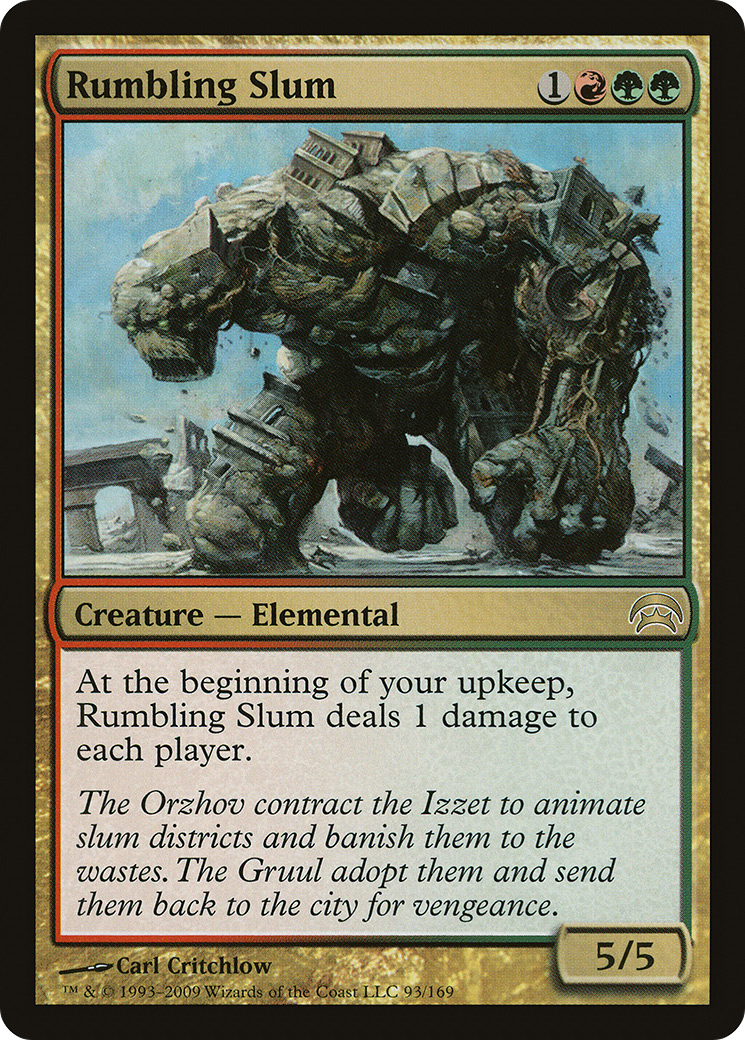 Rumbling Slum 1
Creature — Elemental
At the beginning of your upkeep,
Rumbling Slum deals 1 damage to
each player.
The Orzhov contract the Izzet to animate
slum districts and banish them to the
wastes. The Gruul adopt them and send
them back to the city for vengeance.
5/5
Carl Critchlow
™ & © 1993–2009 Wizards of the Coast LLC 93/169